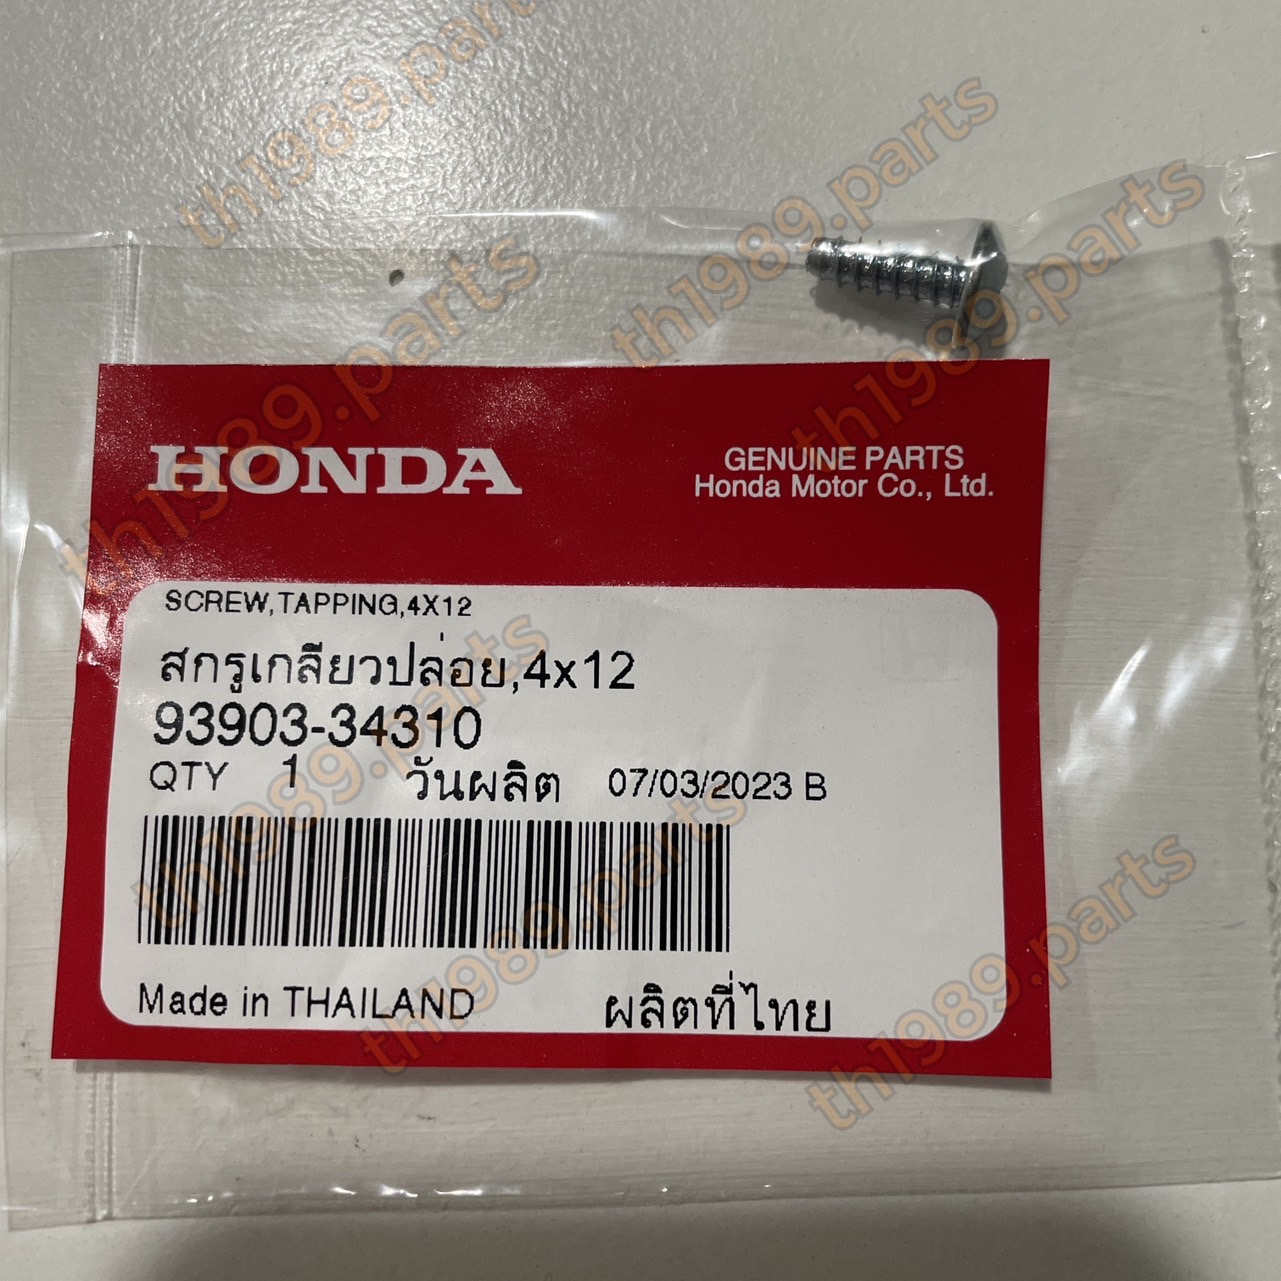 HONDA
GENUINE PARTS
Honda Motor Co., Ltd.
SCREW,TAPPING,4X12
สกรูเกลียวปล่อย,4x12
93903-34310
QTY 1 วันผลิต 07/03/2023 B
Made in THAILAND ผลิตที่ไทย
th1989.parts
th1989.parts
th1989.parts
th1989.parts
th1989.parts
th1989.parts
th1989.parts
th1989.parts